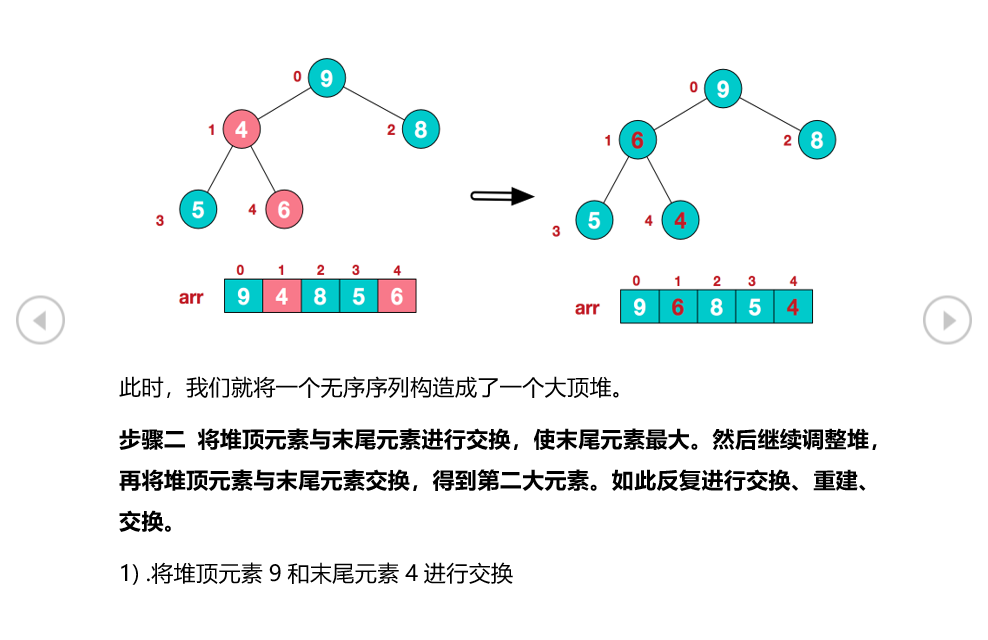 0 9
1 4 2 8
3 5 4 6
0 1 2 3 4
arr 9 4 8 5 6
0 9
1 6 2 8
3 5 4 4
0 1 2 3 4
arr 9 6 8 5 4
此时，我们就将一个无序序列构造成了一个大顶堆。
步骤二 将堆顶元素与末尾元素进行交换，使末尾元素最大。然后继续调整堆，
再将堆顶元素与末尾元素交换，得到第二大元素。如此反复进行交换、重建、
交换。
1) .将堆顶元素 9 和末尾元素 4 进行交换